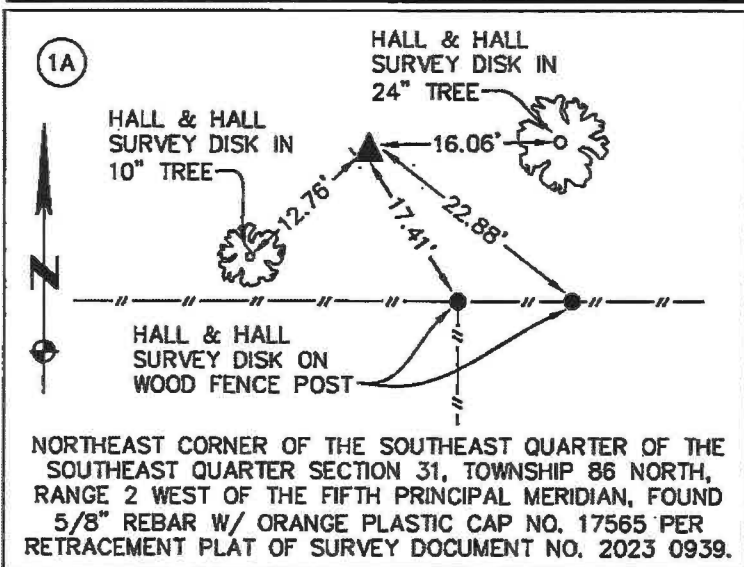 1A
HALL & HALL
SURVEY DISK IN
24" TREE
HALL & HALL
SURVEY DISK IN
10" TREE
16.06'
12.76'
17.41'
22.88'
N
HALL & HALL
SURVEY DISK ON
WOOD FENCE POST
NORTHEAST CORNER OF THE SOUTHEAST QUARTER OF THE
SOUTHEAST QUARTER SECTION 31, TOWNSHIP 86 NORTH,
RANGE 2 WEST OF THE FIFTH PRINCIPAL MERIDIAN, FOUND
5/8" REBAR W/ ORANGE PLASTIC CAP NO. 17565 PER
RETRACEMENT PLAT OF SURVEY DOCUMENT NO. 2023 0939.